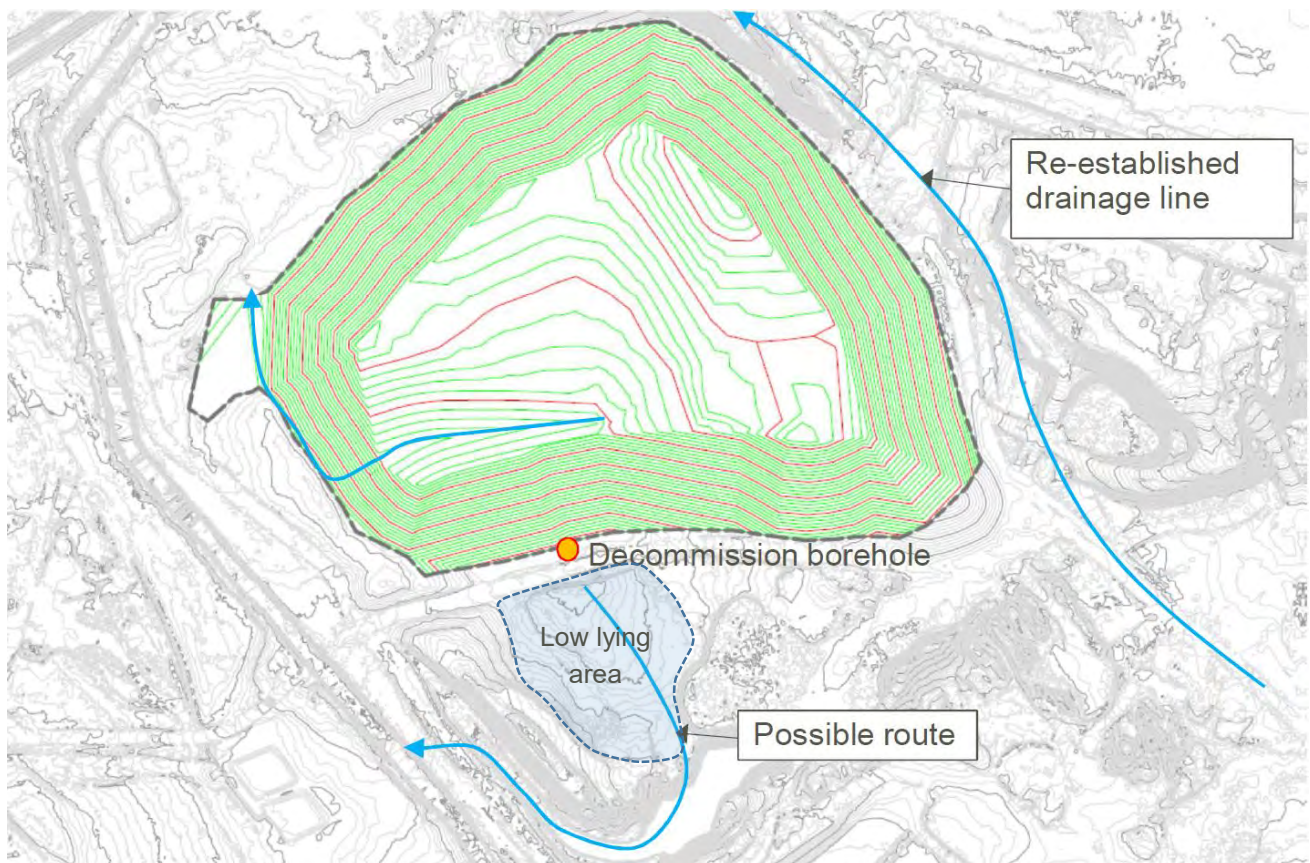 Re-established
drainage line
Decommission borehole
Low lying
area
Possible route